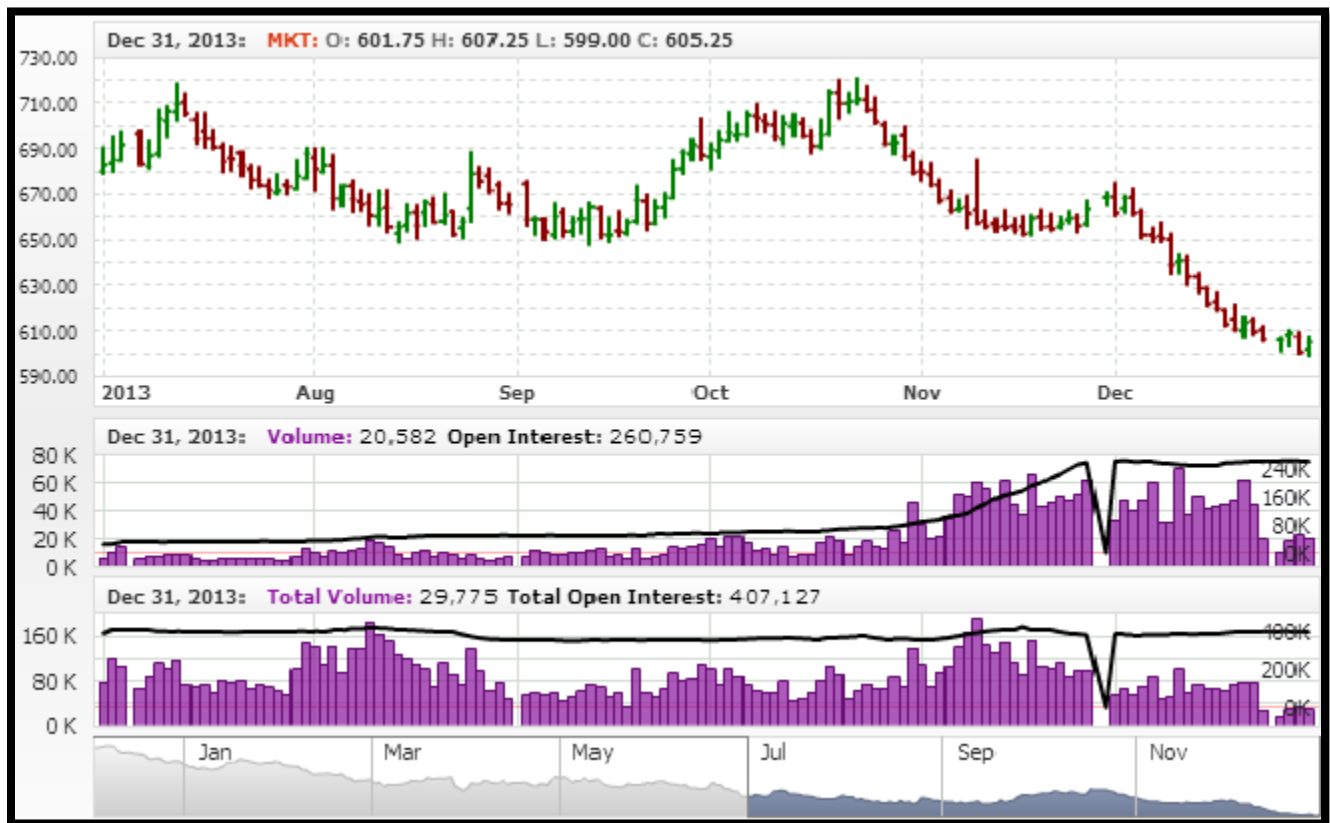 Dec 31, 2013: MKT: O: 601.75 H: 607.25 L: 599.00 C: 605.25
730.00
710.00
690.00
670.00
650.00
630.00
610.00
590.00
2013 Aug Sep Oct Nov Dec
Dec 31, 2013: Volume: 20,582 Open Interest: 260,759
80 K
60 K 240K
40 K 160K
20 K 80K
0 K 0K
Dec 31, 2013: Total Volume: 29,775 Total Open Interest: 407,127
160 K 400K
80 K 200K
0 K 0K
Jan Mar May Jul Sep Nov